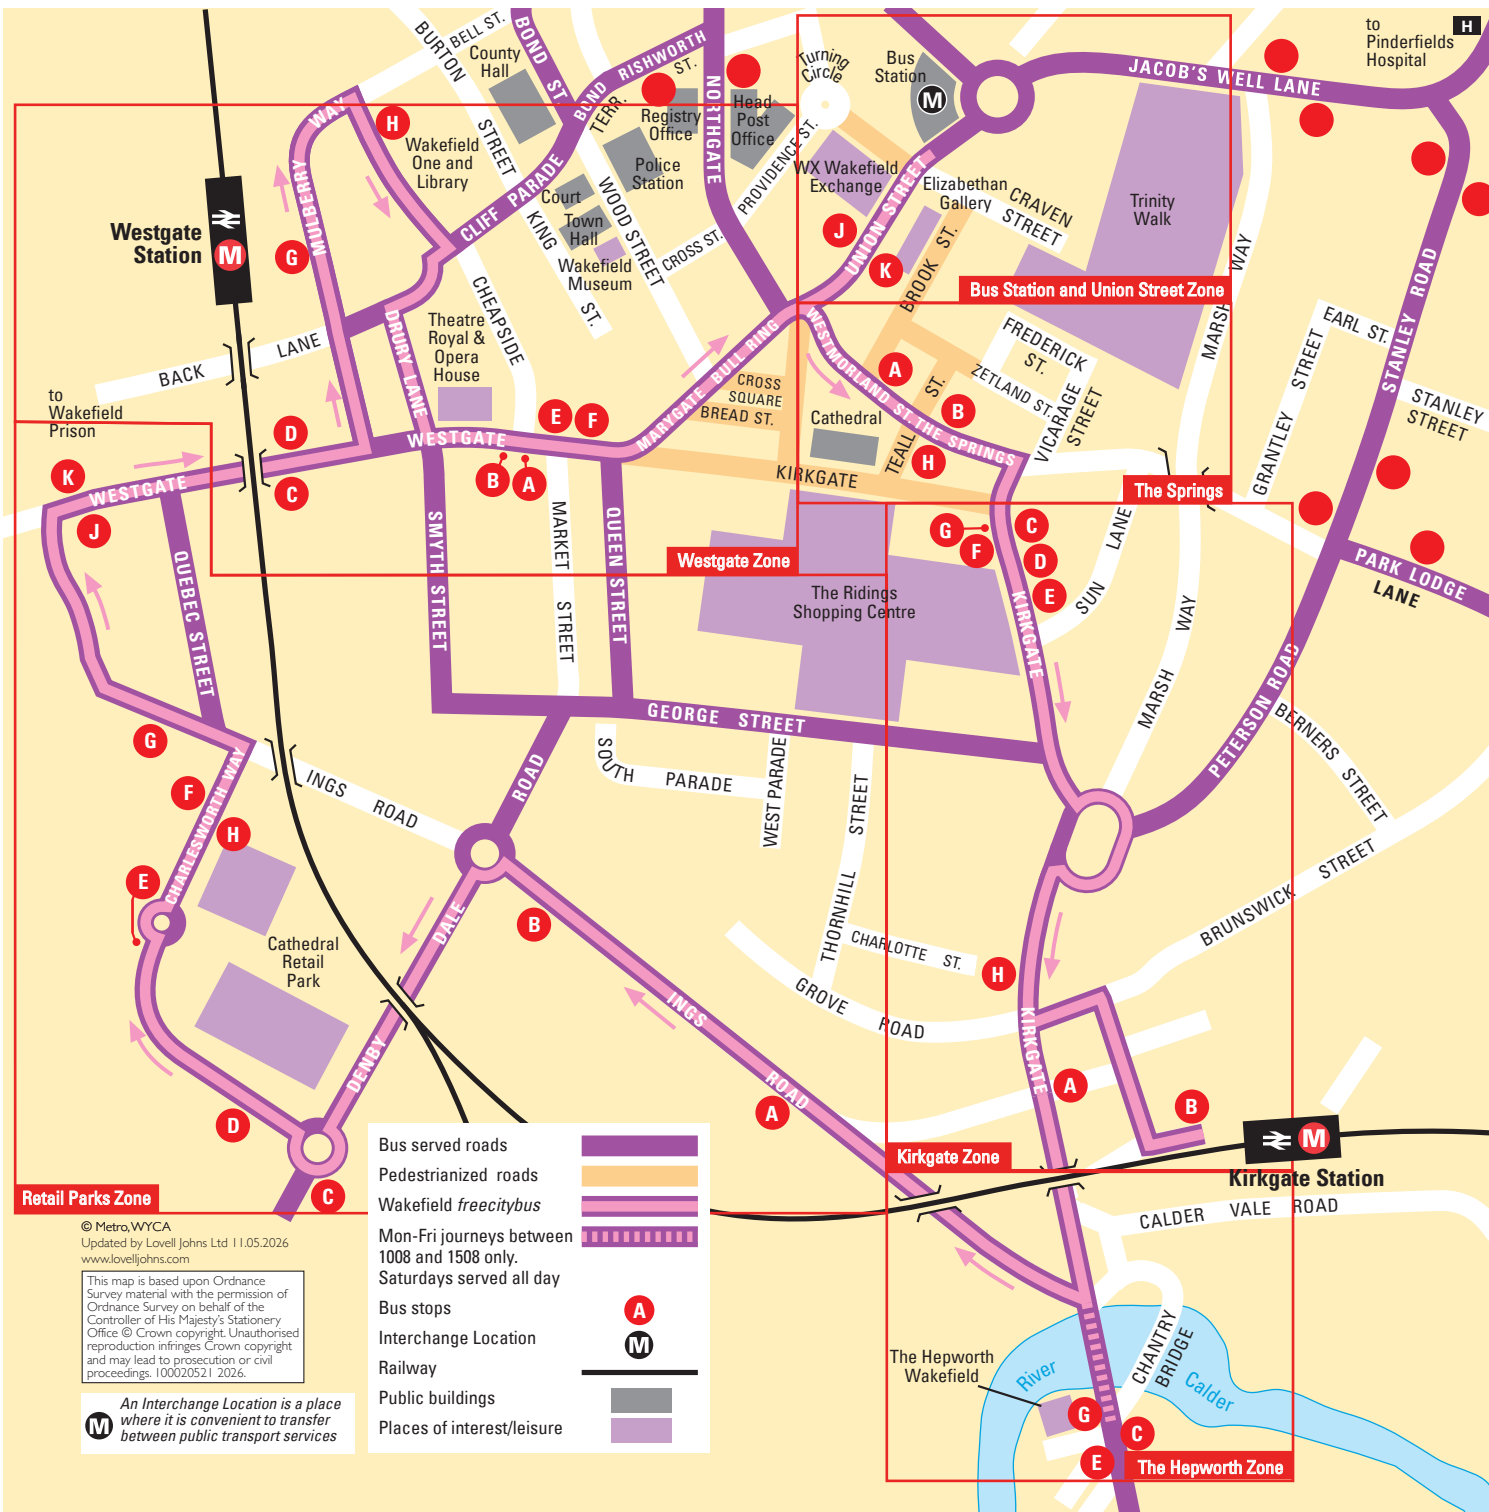 to
Pinderfields
Hospital
H
BURTON
STREET
BELL ST.
County
Hall
BOND ST.
BOND
TERR.
RISHWORTH
ST.
Registry
Office
NORTHGATE
Head
Post
Office
Turning
Circle
Bus
Station
M
JACOB'S WELL LANE
WAY
H
Wakefield
One and
Library
MULBERRY
G
CLIFF PARADE
Court
Town
Hall
Wakefield
Museum
Police
Station
WOOD STREET
CROSS ST.
KING
ST.
PROVIDENCE ST.
WX Wakefield
Exchange
UNION STREET
J
K
Elizabethan
Gallery
CRAVEN
STREET
BROOK ST.
Trinity
Walk
Bus Station and Union Street Zone
MARSH WAY
STANLEY ROAD
Westgate
Station
M
BACK
LANE
to
Wakefield
Prison
DRURY LANE
Theatre
Royal &
Opera
House
CHEAPSIDE
WESTMORLAND ST.
THE SPRINGS
A
B
H
FREDERICK
ST.
ZETLAND ST.
VICARAGE
STREET
TEALL
ST.
EARL ST.
GRANTLEY STREET
STANLEY
STREET
CROSS
SQUARE
BREAD ST.
Cathedral
KIRKGATE
MARYGATE BULL RING
The Springs
D
E
F
WESTGATE
B
A
C
K
WESTGATE
J
QUEBEC STREET
SMYTH STREET
MARKET STREET
QUEEN STREET
Westgate Zone
The Ridings
Shopping Centre
G
F
C
D
E
KIRKGATE
SUN LANE
MARSH WAY
PARK LODGE
LANE
PETERSON ROAD
BERNERS STREET
BRUNSWICK STREET
GEORGE STREET
SOUTH PARADE
WEST PARADE
THORNHILL STREET
CHARLOTTE ST.
GROVE ROAD
G
F
H
E
CHARLESWORTH WAY
INGS ROAD
Cathedral
Retail
Park
D
C
DENBY DALE ROAD
B
INGS ROAD
A
H
KIRKGATE
A
B
Kirkgate Zone
M
Kirkgate Station
CALDER VALE ROAD
Retail Parks Zone
© Metro, WYCA
Updated by Lovell Johns Ltd 11.05.2026
www.lovelljohns.com
This map is based upon Ordnance
Survey material with the permission of
Ordnance Survey on behalf of the
Controller of His Majesty's Stationery
Office © Crown copyright. Unauthorised
reproduction infringes Crown copyright
and may lead to prosecution or civil
proceedings. 100020521 2026.
M
An Interchange Location is a place
where it is convenient to transfer
between public transport services
Bus served roads
Pedestrianized roads
Wakefield freecitybus
Mon-Fri journeys between
1008 and 1508 only.
Saturdays served all day
Bus stops
A
Interchange Location
M
Railway
Public buildings
Places of interest/leisure
The Hepworth
Wakefield
River
Calder
CHANTRY
BRIDGE
G
C
E
The Hepworth Zone